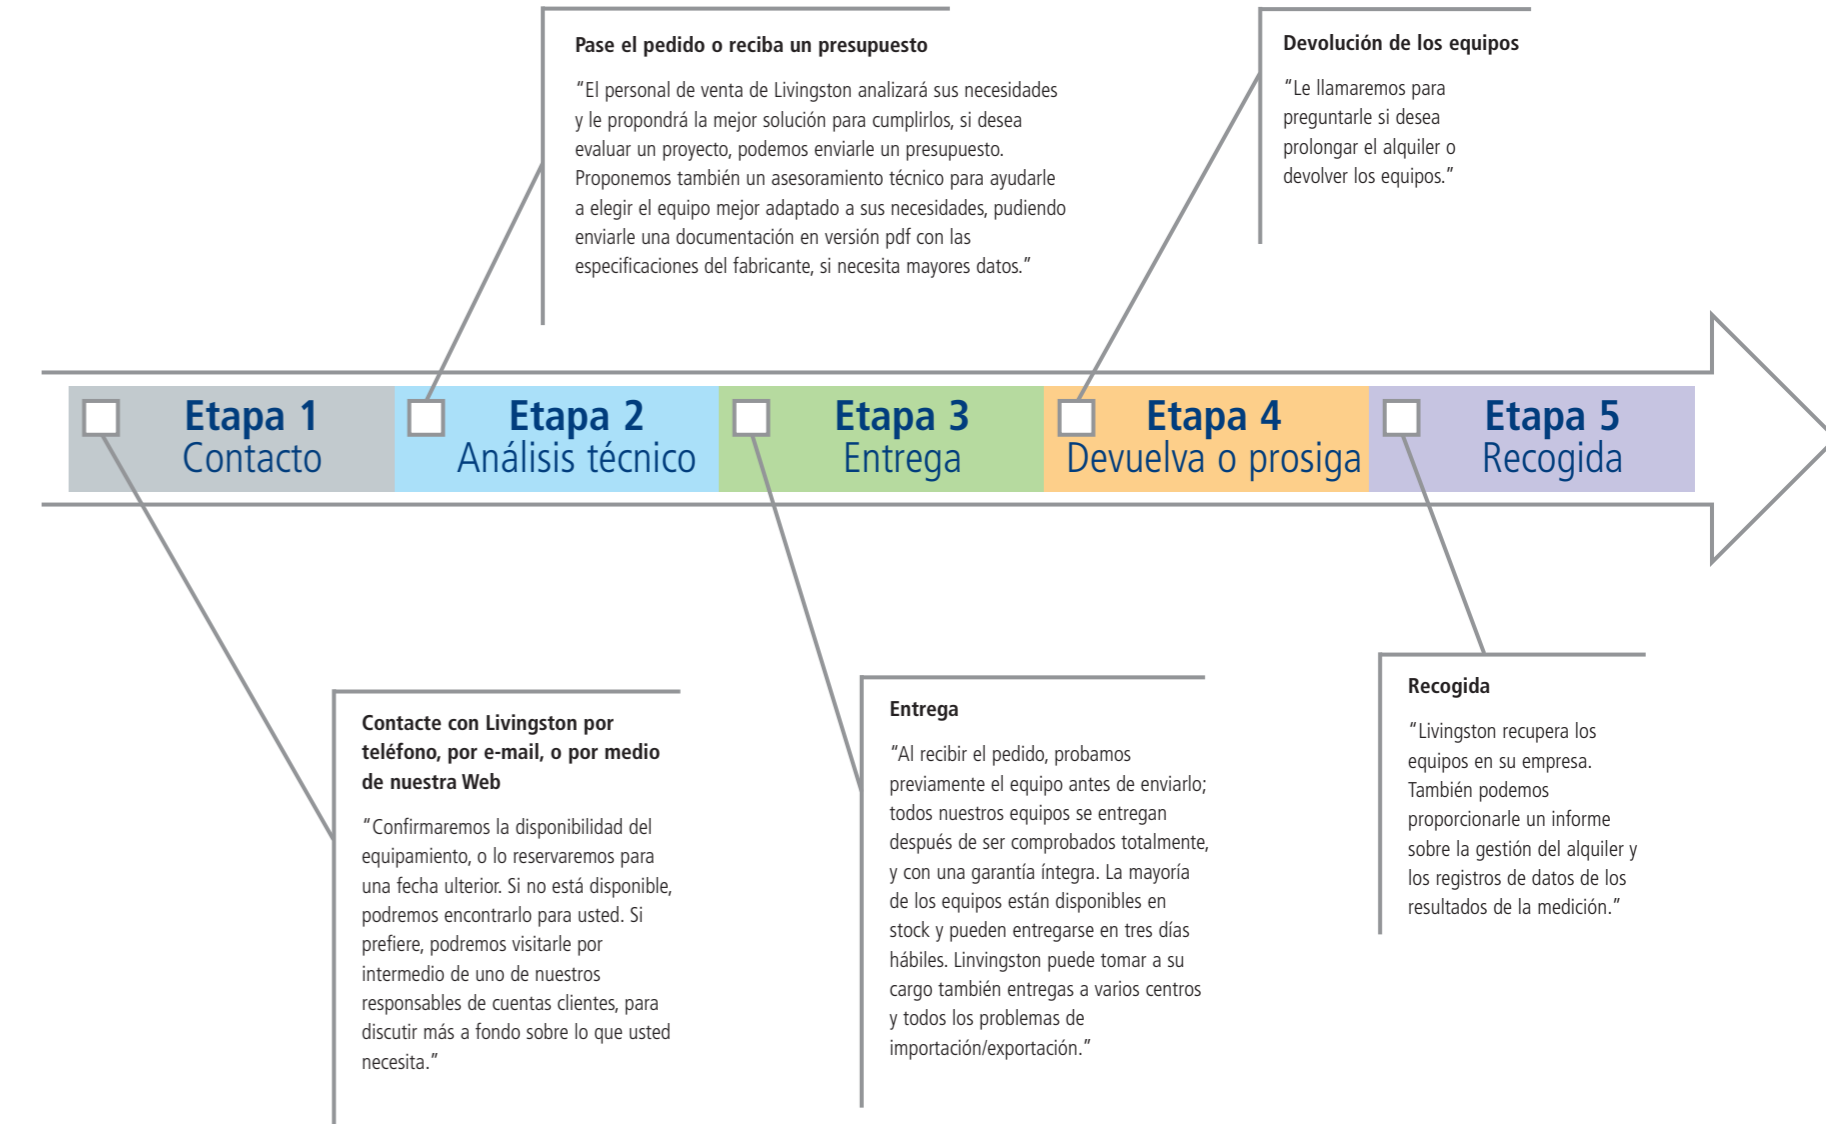 Pase el pedido o reciba un presupuesto
“El personal de venta de Livingston analizará sus necesidades
y le propondrá la mejor solución para cumplirlos, si desea
evaluar un proyecto, podemos enviarle un presupuesto.
Proponemos también un asesoramiento técnico para ayudarle
a elegir el equipo mejor adaptado a sus necesidades, pudiendo
enviarle una documentación en versión pdf con las
especificaciones del fabricante, si necesita mayores datos.”
Devolución de los equipos
“Le llamaremos para
preguntarle si desea
prolongar el alquiler o
devolver los equipos.”
Etapa 1
Contacto
Etapa 2
Análisis técnico
Etapa 3
Entrega
Etapa 4
Devuelva o prosiga
Etapa 5
Recogida
Contacte con Livingston por
teléfono, por e-mail, o por medio
de nuestra Web
“Confirmaremos la disponibilidad del
equipamiento, o lo reservaremos para
una fecha ulterior. Si no está disponible,
podremos encontrarlo para usted. Si
prefiere, podremos visitarle por
intermedio de uno de nuestros
responsables de cuentas clientes, para
discutir más a fondo sobre lo que usted
necesita.”
Entrega
“Al recibir el pedido, probamos
previamente el equipo antes de enviarlo;
todos nuestros equipos se entregan
después de ser comprobados totalmente,
y con una garantía íntegra. La mayoría
de los equipos están disponibles en
stock y pueden entregarse en tres días
hábiles. Linvingston puede tomar a su
cargo también entregas a varios centros
y todos los problemas de
importación/exportación.”
Recogida
“Livingston recupera los
equipos en su empresa.
También podemos
proporcionarle un informe
sobre la gestión del alquiler y
los registros de datos de los
resultados de la medición.”